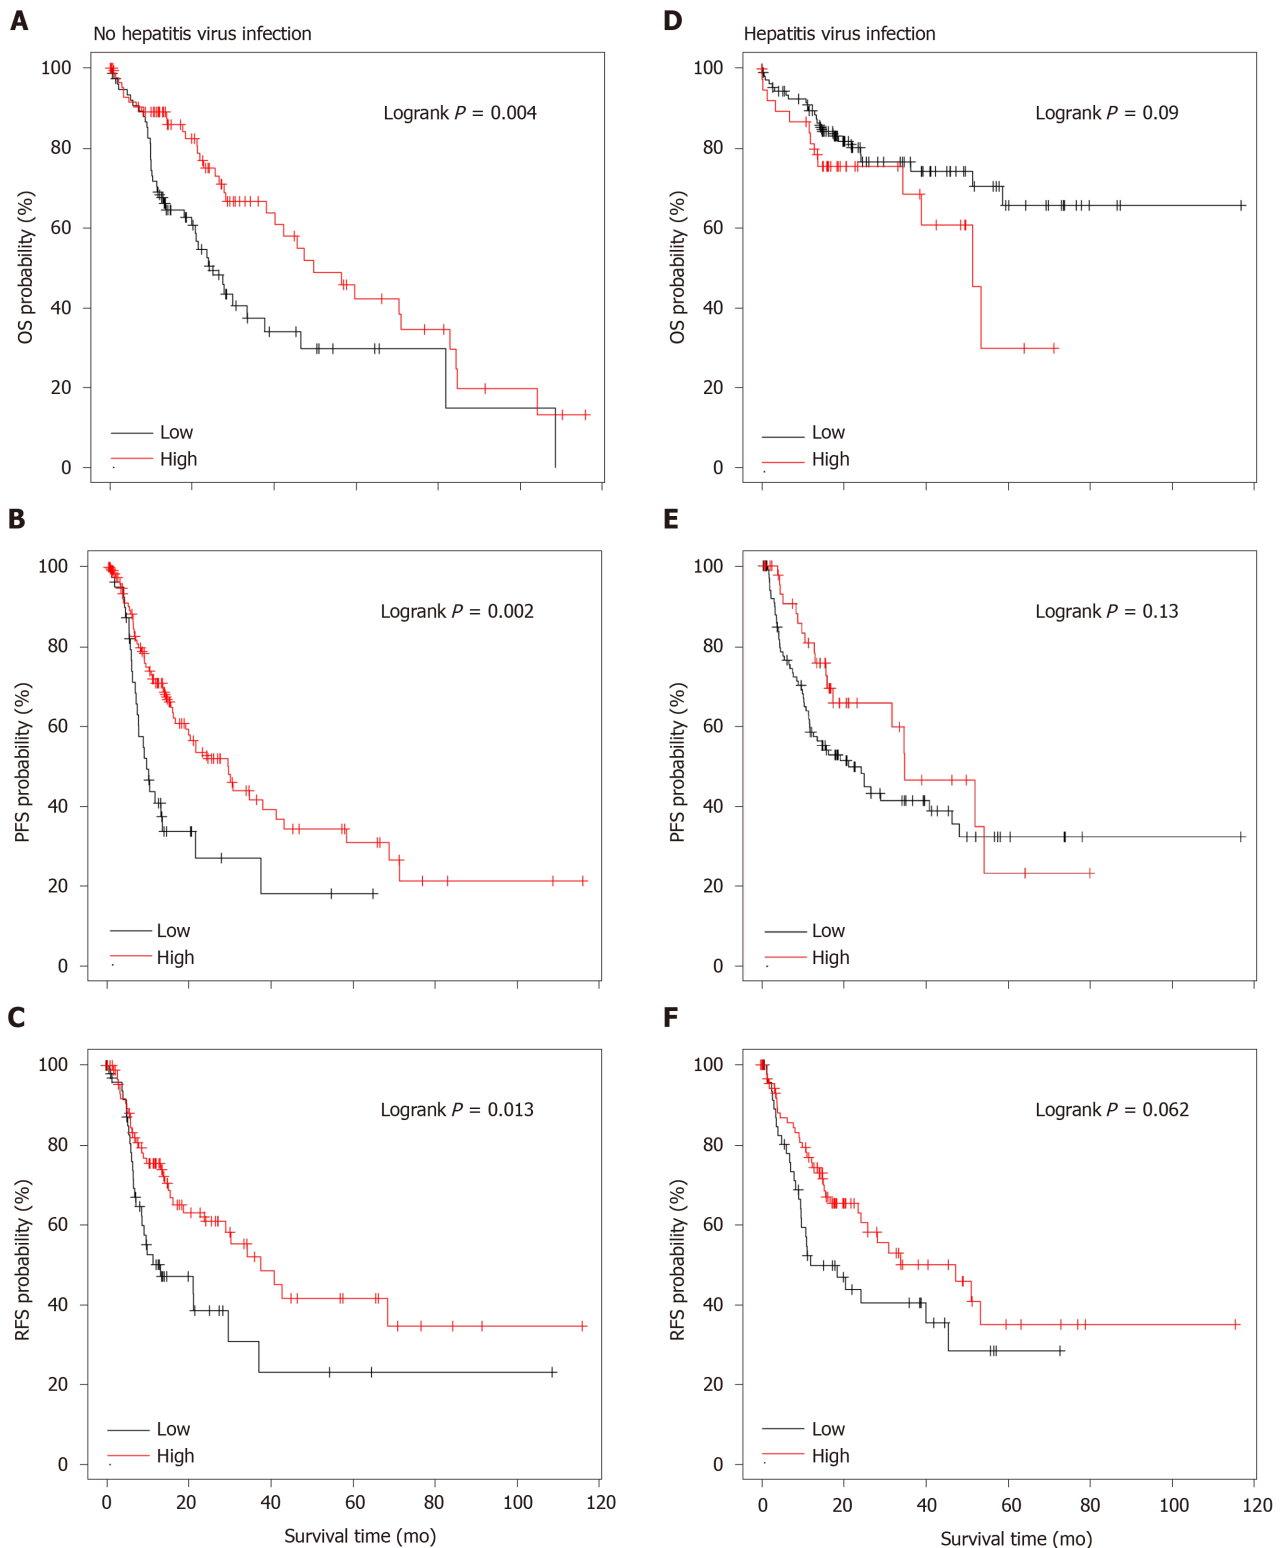 A
No hepatitis virus infection
100
80
60
40
20
0
OS probability (%)
Logrank P = 0.004
Low
High
B
100
80
60
40
20
0
PFS probability (%)
Logrank P = 0.002
Low
High
C
100
80
60
40
20
0
RFS probability (%)
Logrank P = 0.013
Low
High
0 20 40 60 80 100 120
Survival time (mo)
D
Hepatitis virus infection
100
80
60
40
20
0
OS probability (%)
Logrank P = 0.09
Low
High
E
100
80
60
40
20
0
PFS probability (%)
Logrank P = 0.13
Low
High
F
100
80
60
40
20
0
RFS probability (%)
Logrank P = 0.062
Low
High
0 20 40 60 80 100 120
Survival time (mo)